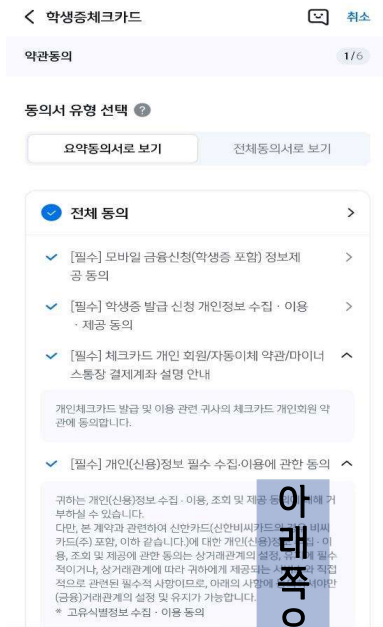 학생증체크카드
취소
약관동의
1/6
동의서 유형 선택 ?
요약동의서로 보기
전체동의서로 보기
전체 동의
[필수] 모바일 금융신청(학생증 포함) 정보제
공 동의
[필수] 학생증 발급 신청 개인정보 수집 · 이용
· 제공 동의
[필수] 체크카드 개인 회원/자동이체 약관/마이너
스통장 결제계좌 설명 안내
개인체크카드 발급 및 이용 관련 귀사의 체크카드 개인회원 약
관에 동의합니다.
[필수] 개인(신용)정보 필수 수집·이용에 관한 동의
귀하는 개인(신용)정보 수집 · 이용, 조회 및 제공 거
부하실 수 있습니다.
다만, 본 계약과 관련하여 신한카드(신한비씨카드 비씨
카드(주) 포함, 이하 같습니다.)에 대한 개인(신용) 이
용, 조회 및 제공에 관한 동의는 상거래관계의 설정, 필수
적이거나, 상거래관계에 따라 귀하에게 제공되는 직접
적으로 관련된 필수적 사항이므로, 아래의 사항에
(금융)거래관계의 설정 및 유지가 가능합니다.
* 고유식별정보 수집 · 이용 동의
아
래
쪽